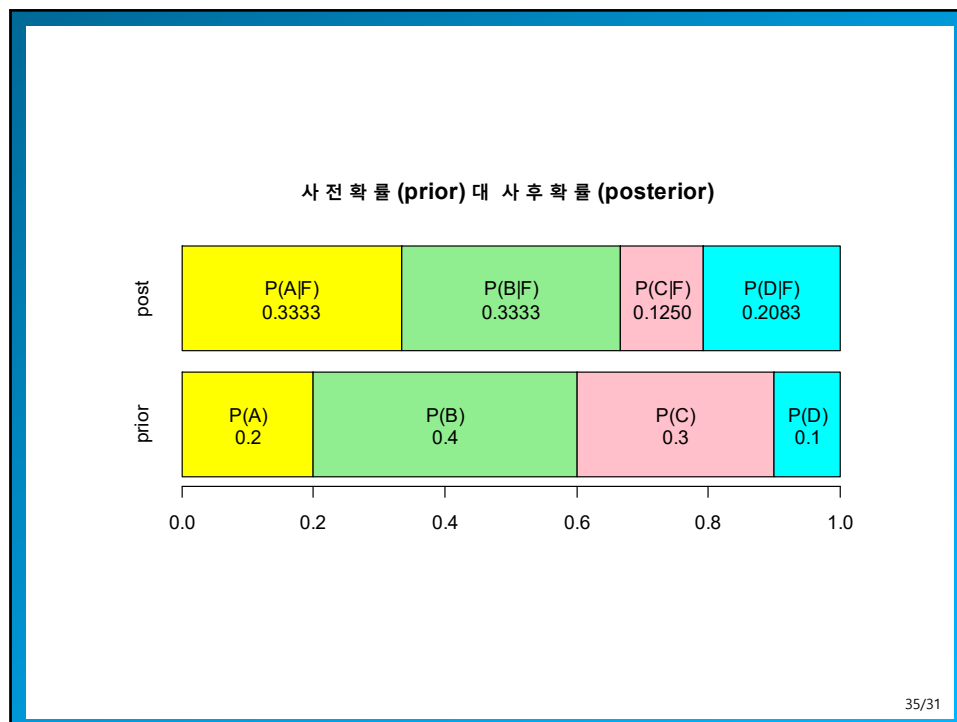 사전확률 (prior) 대 사후확률 (posterior)
post
P(A|F) P(B|F) P(C|F) P(D|F)
0.3333 0.3333 0.1250 0.2083
prior
P(A) P(B) P(C) P(D)
0.2 0.4 0.3 0.1
0.0 0.2 0.4 0.6 0.8 1.0
35/31